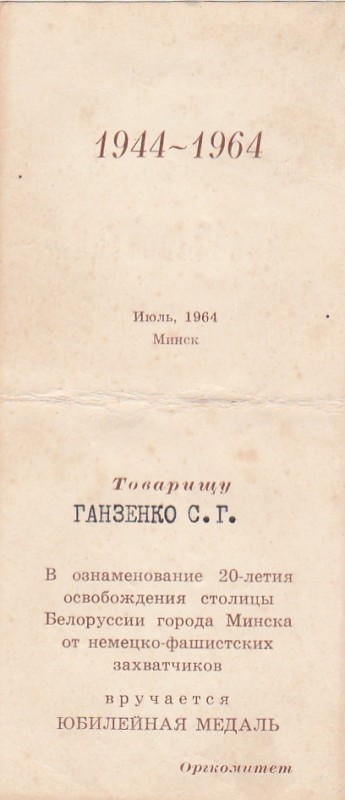 1944~1964
Июль, 1964
Минск
Товарищу
ГАНЗЕНКО С.Г.
В ознаменование 20-летия
освобождения столицы
Белоруссии города Минска
от немецко-фашистских
захватчиков
вручается
ЮБИЛЕЙНАЯ МЕДАЛЬ
Оргкомитет